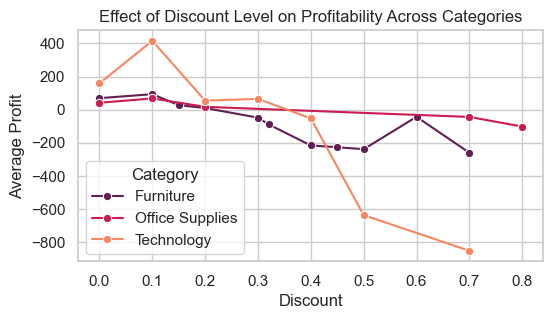 Effect of Discount Level on Profitability Across Categories
400
200
0
−200
−400
−600
−800
Average Profit
Category
Furniture
Office Supplies
Technology
0.0 0.1 0.2 0.3 0.4 0.5 0.6 0.7 0.8
Discount